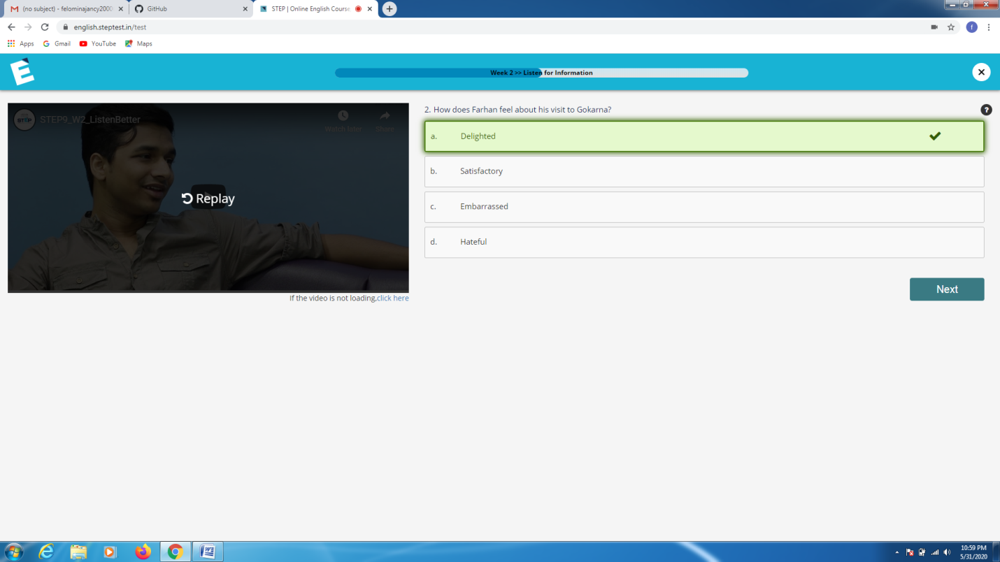 (no subject) - felominajancy2000
GitHub
STEP | Online English Course
english.steptest.in/test
f
Apps
Gmail
YouTube
Maps
E
Week 2 >> Listen for Information
STEP
STEP9_W2_ListenBetter
Watch later
Share
Replay
If the video is not loading,click here
2. How does Farhan feel about his visit to Gokarna?
?
a. Delighted
b. Satisfactory
c. Embarrassed
d. Hateful
Next
10:59 PM
5/31/2020